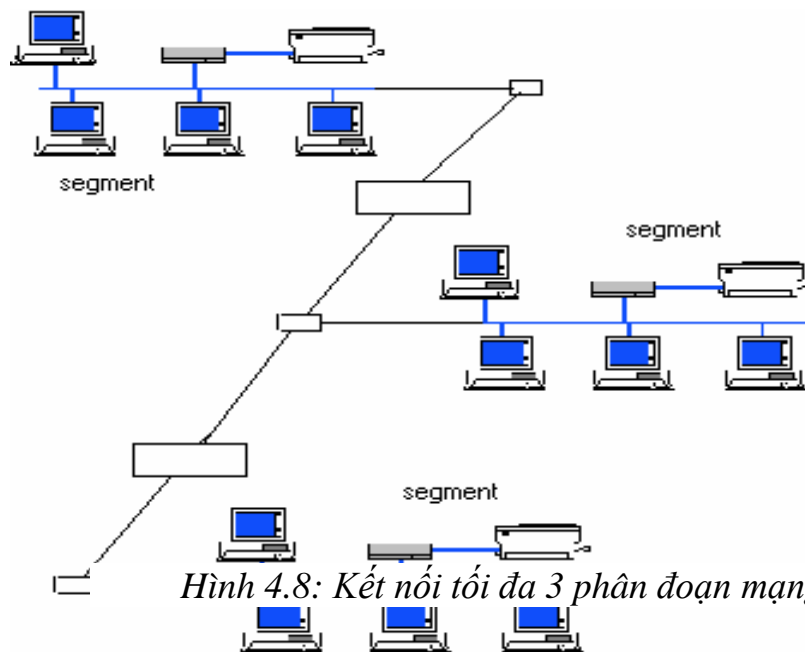 segment
segment
segment
Hình 4.8: Kết nối tối đa 3 phân đoạn mạng